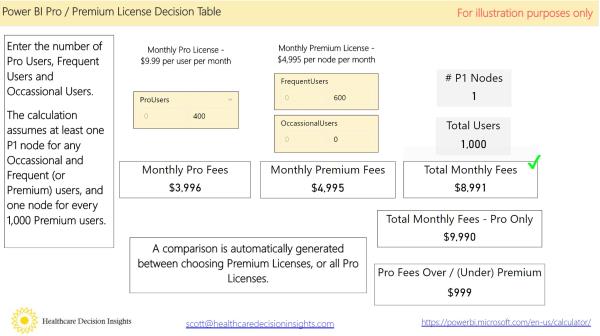 Power BI Pro / Premium License Decision Table
For illustration purposes only
Enter the number of
Pro Users, Frequent
Users and
Occassional Users.
The calculation
assumes at least one
P1 node for any
Occasional and
Frequent (or
Premium) users, and
one node for every
1,000 Premium users.
Monthly Pro License -
$9.99 per user per month
ProUsers
0 400
Monthly Premium License -
$4,995 per node per month
FrequentUsers
0 600
OccassionalUsers
0 0
# P1 Nodes
1
Total Users
1,000
Monthly Pro Fees
$3,996
Monthly Premium Fees
$4,995
Total Monthly Fees
$8,991
Total Monthly Fees - Pro Only
$9,990
A comparison is automatically generated
between choosing Premium Licenses, or all Pro
Licenses.
Pro Fees Over / (Under) Premium
$999
Healthcare Decision Insights
scott@healthcaredecisioninsights.com
https://powerbi.microsoft.com/en-us/calculator/